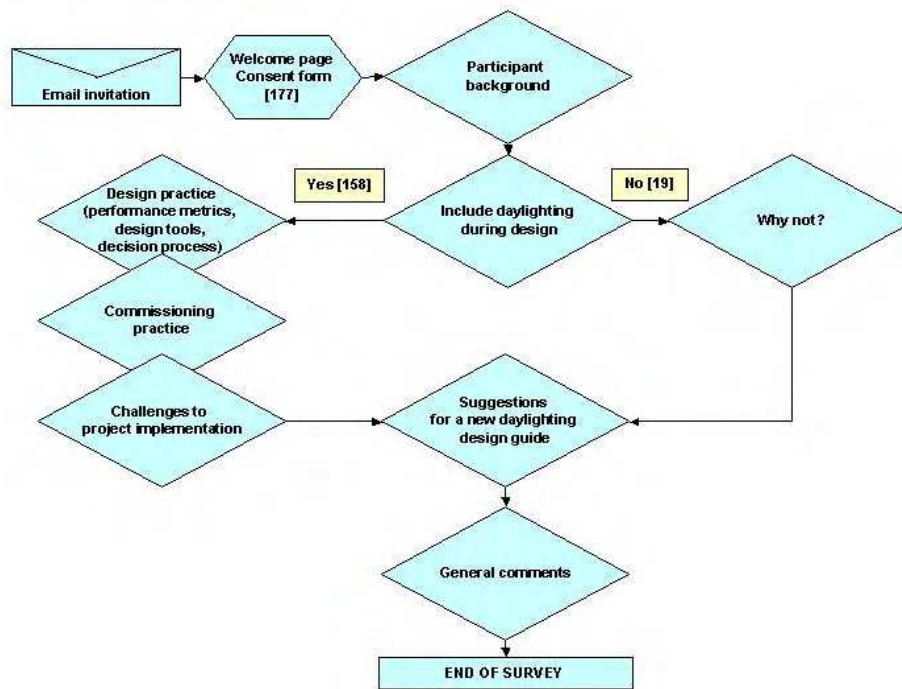 Email invitation
Welcome page
Consent form
[177]
Participant
background
Include daylighting
during design
Yes [158]
No [19]
Why not?
Design practice
(performance metrics,
design tools,
decision process)
Commissioning
practice
Challenges to
project implementation
Suggestions
for a new daylighting
design guide
General comments
END OF SURVEY